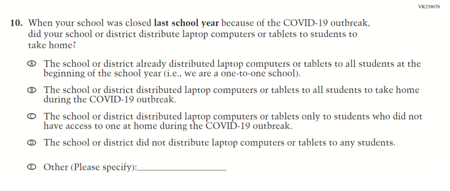 VR239678
10. When your school was closed last school year because of the COVID-19 outbreak,
did your school or district distribute laptop computers or tablets to students to
take home?
Ⓐ The school or district already distributed laptop computers or tablets to all students at the
beginning of the school year (i.e., we are a one-to-one school).
Ⓑ The school or district distributed laptop computers or tablets to all students to take home
during the COVID-19 outbreak.
Ⓒ The school or district distributed laptop computers or tablets only to students who did not
have access to one at home during the COVID-19 outbreak.
Ⓓ The school or district did not distribute laptop computers or tablets to any students.
Ⓔ Other (Please specify):